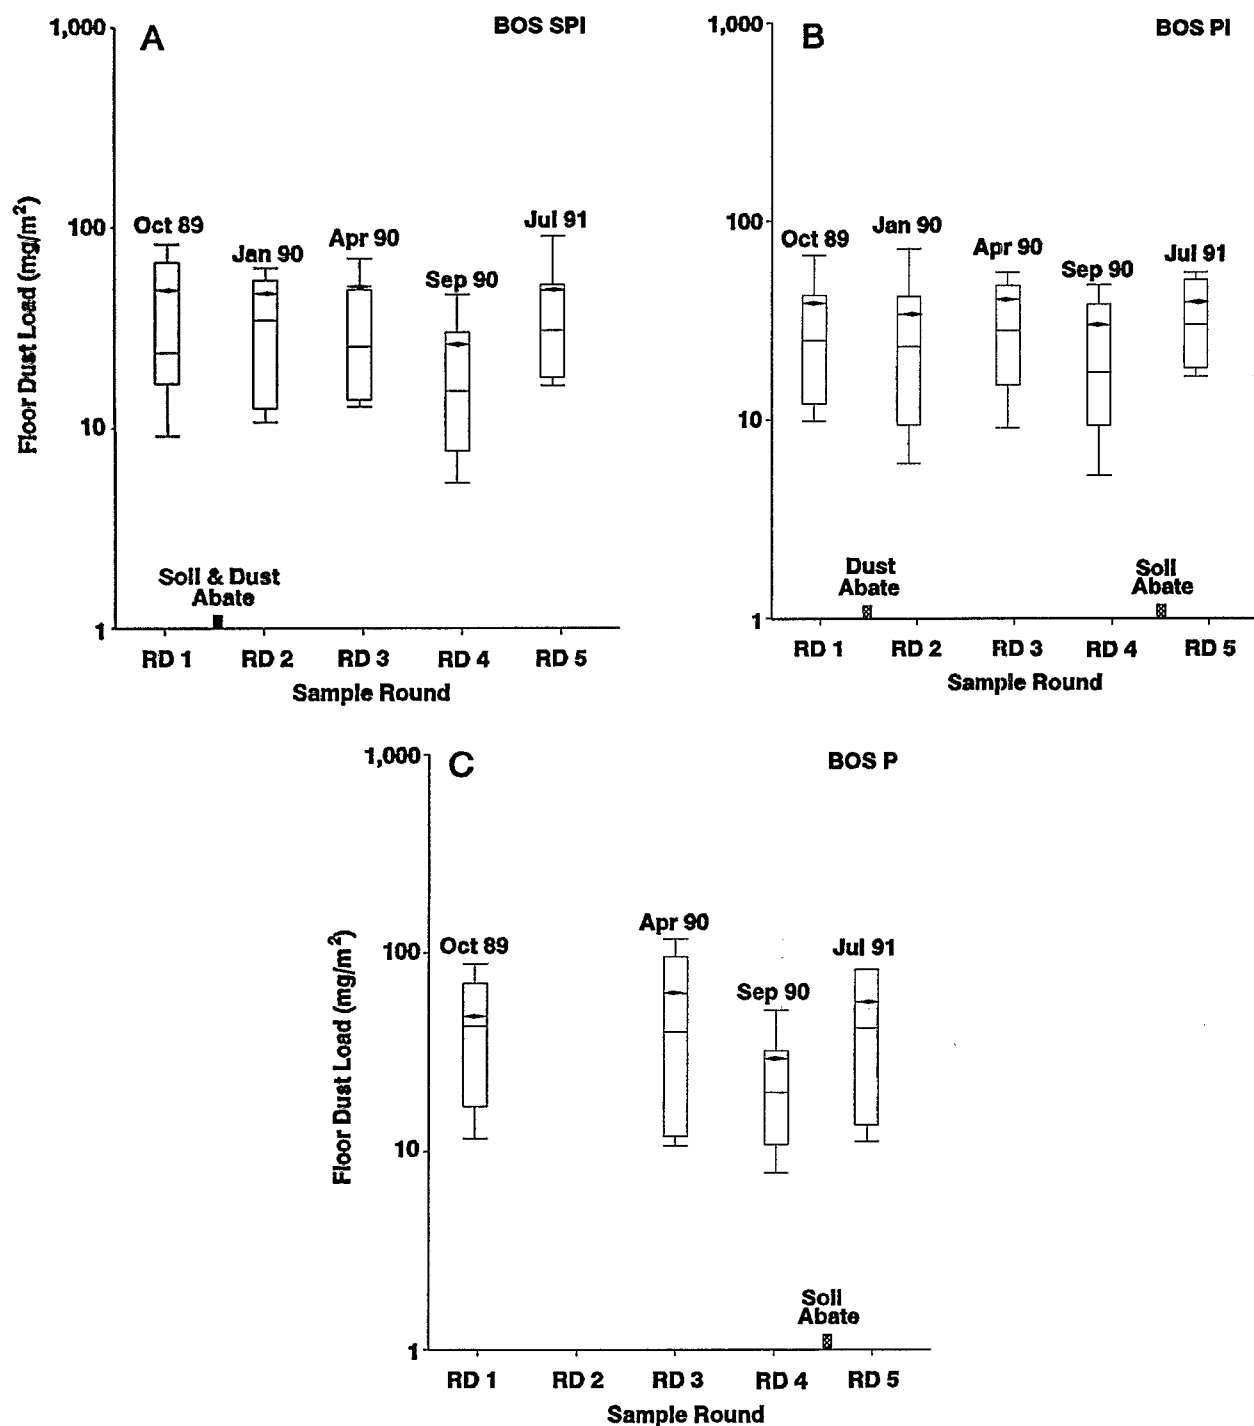 A
BOS SPI
1,000
100
10
1
Floor Dust Load (mg/m²)
Oct 89
Jan 90
Apr 90
Sep 90
Jul 91
Soil & Dust
Abate
RD 1 RD 2 RD 3 RD 4 RD 5
Sample Round
B
BOS PI
1,000
100
10
1
Oct 89
Jan 90
Apr 90
Sep 90
Jul 91
Dust
Abate
Soil
Abate
RD 1 RD 2 RD 3 RD 4 RD 5
Sample Round
C
BOS P
1,000
100
10
1
Floor Dust Load (mg/m²)
Oct 89
Apr 90
Sep 90
Jul 91
Soil
Abate
RD 1 RD 2 RD 3 RD 4 RD 5
Sample Round